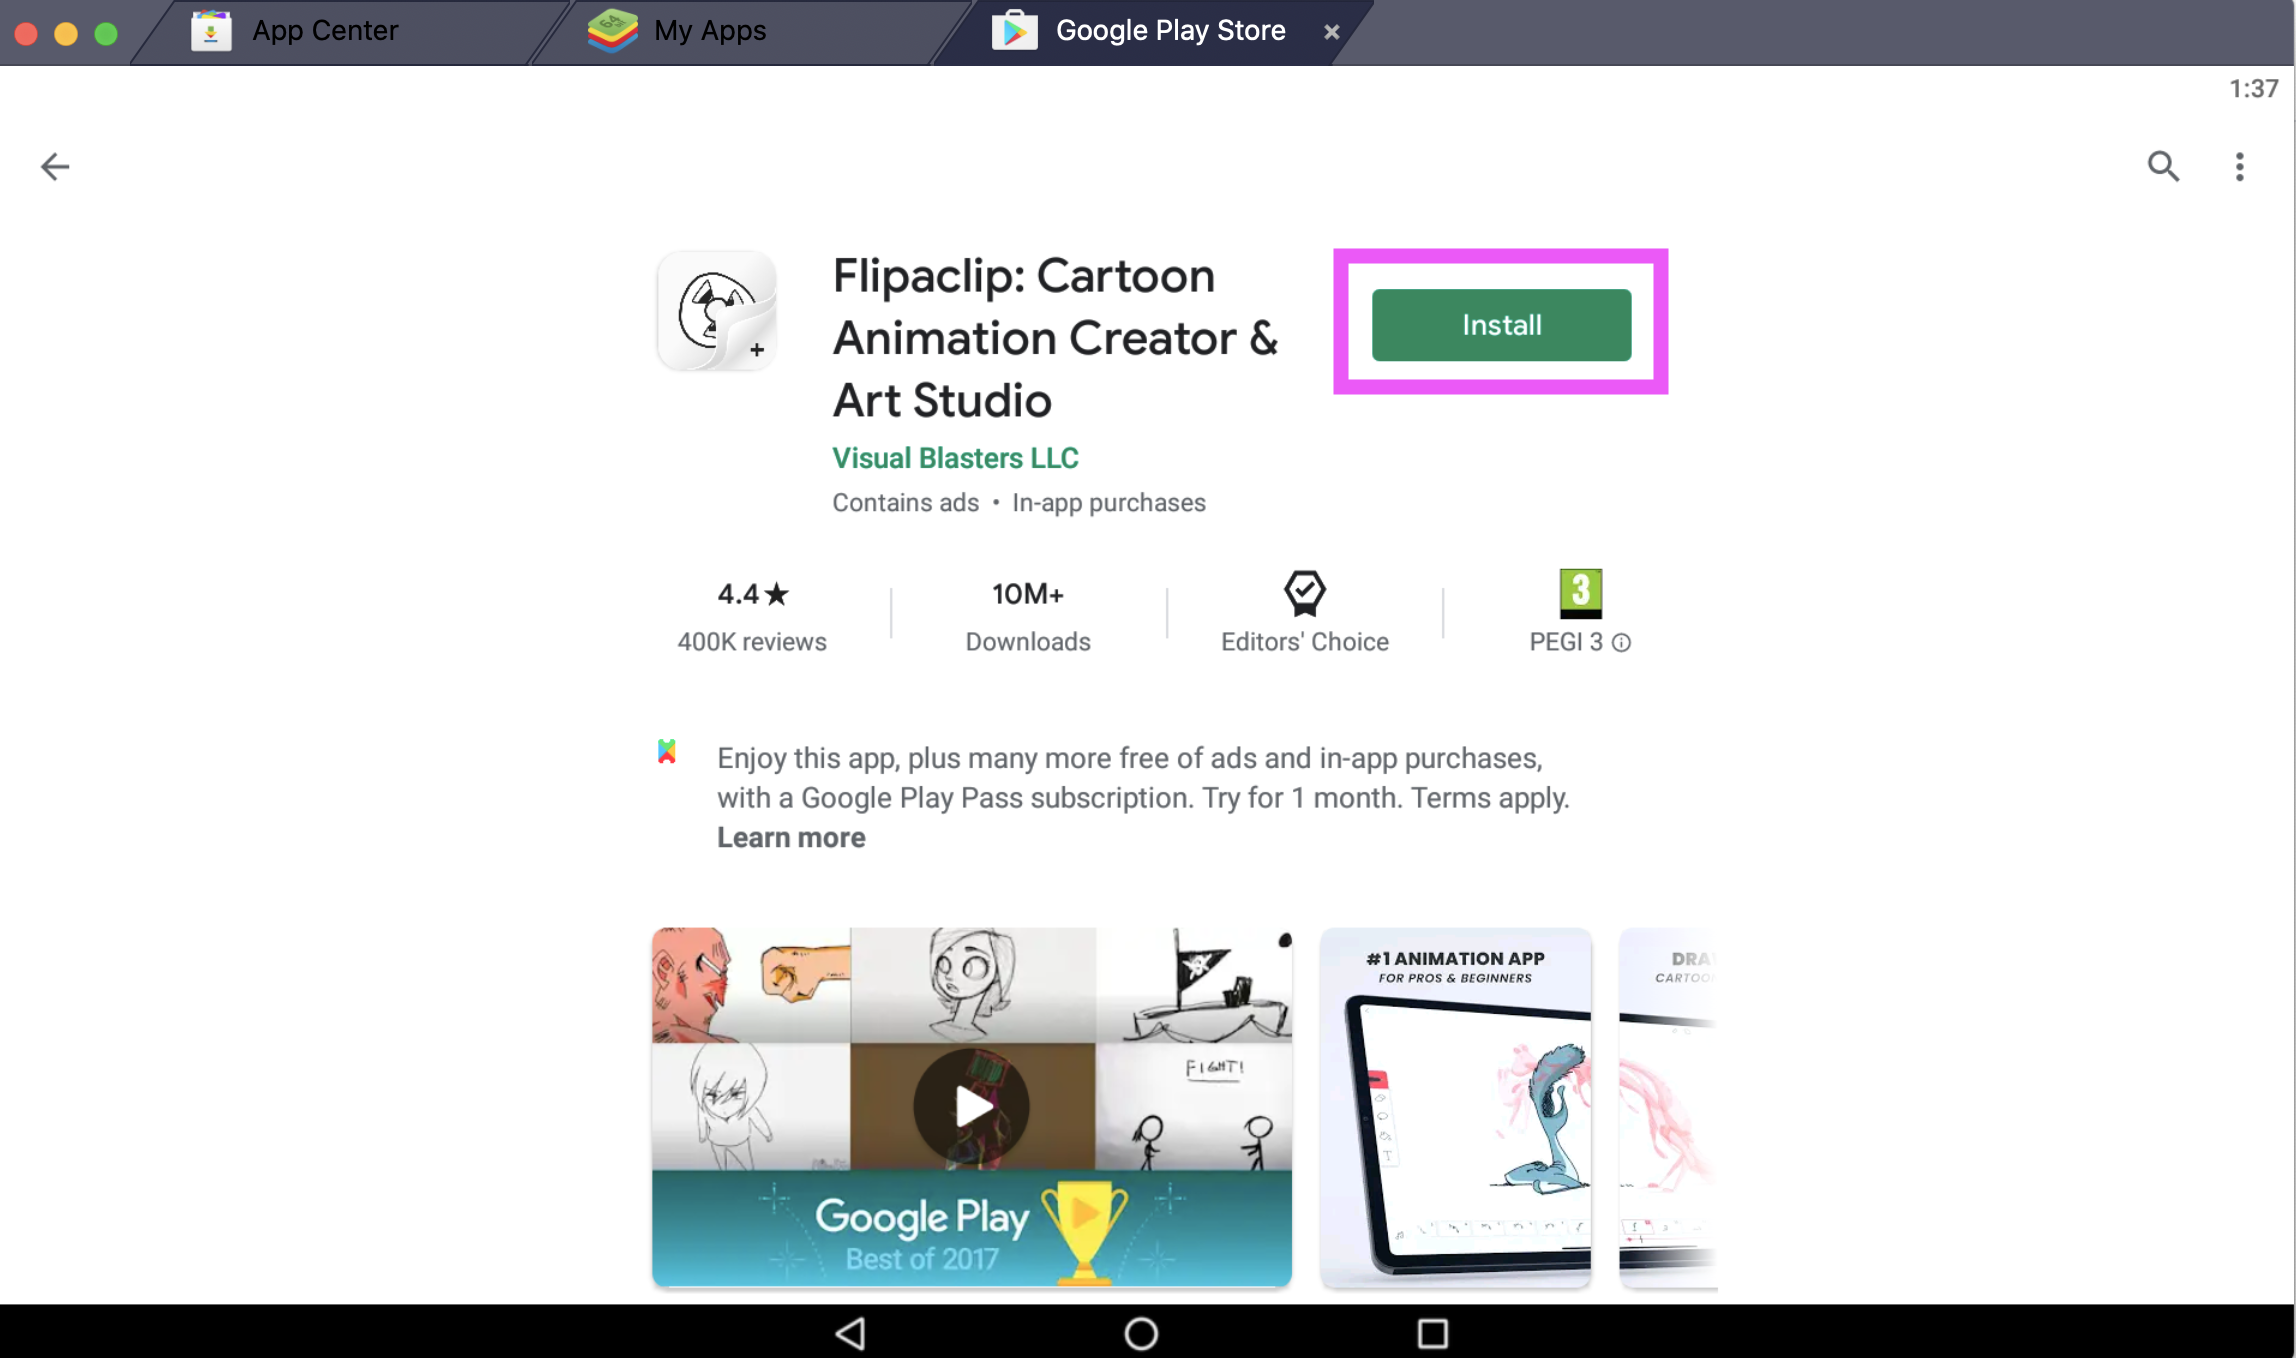 App Center
My Apps
Google Play Store
1:37
Flipaclip: Cartoon
Animation Creator &
Art Studio
Install
Visual Blasters LLC
Contains ads • In-app purchases
4.4★
400K reviews
10M+
Downloads
Editors' Choice
3
PEGI 3
Enjoy this app, plus many more free of ads and in-app purchases,
with a Google Play Pass subscription. Try for 1 month. Terms apply.
Learn more
FIGHT!
Google Play
Best of 2017
#1 ANIMATION APP
FOR PROS & BEGINNERS